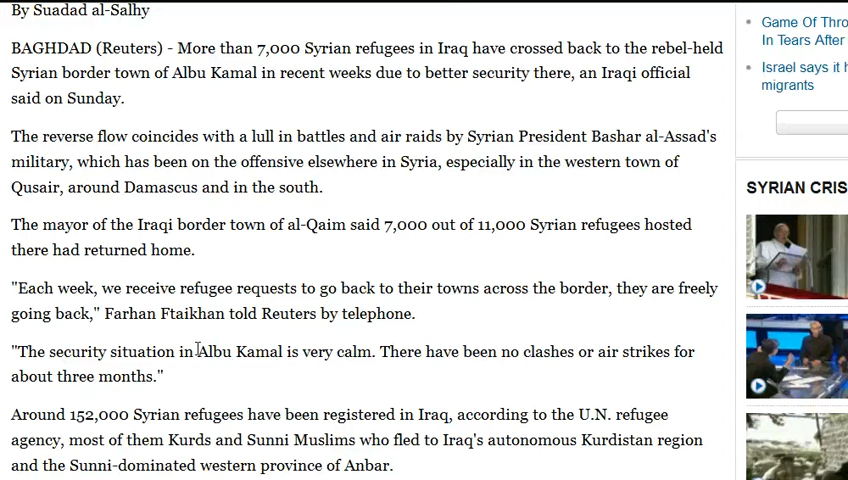 By Suadad al-Salhy
BAGHDAD (Reuters) - More than 7,000 Syrian refugees in Iraq have crossed back to the rebel-held
Syrian border town of Albu Kamal in recent weeks due to better security there, an Iraqi official
said on Sunday.
The reverse flow coincides with a lull in battles and air raids by Syrian President Bashar al-Assad's
military, which has been on the offensive elsewhere in Syria, especially in the western town of
Qusair, around Damascus and in the south.
The mayor of the Iraqi border town of al-Qaim said 7,000 out of 11,000 Syrian refugees hosted
there had returned home.
"Each week, we receive refugee requests to go back to their towns across the border, they are freely
going back," Farhan Ftaikhan told Reuters by telephone.
"The security situation in Albu Kamal is very calm. There have been no clashes or air strikes for
about three months."
Around 152,000 Syrian refugees have been registered in Iraq, according to the U.N. refugee
agency, most of them Kurds and Sunni Muslims who fled to Iraq's autonomous Kurdistan region
and the Sunni-dominated western province of Anbar.
Game Of Thro
In Tears After
Israel says it h
migrants
SYRIAN CRIS